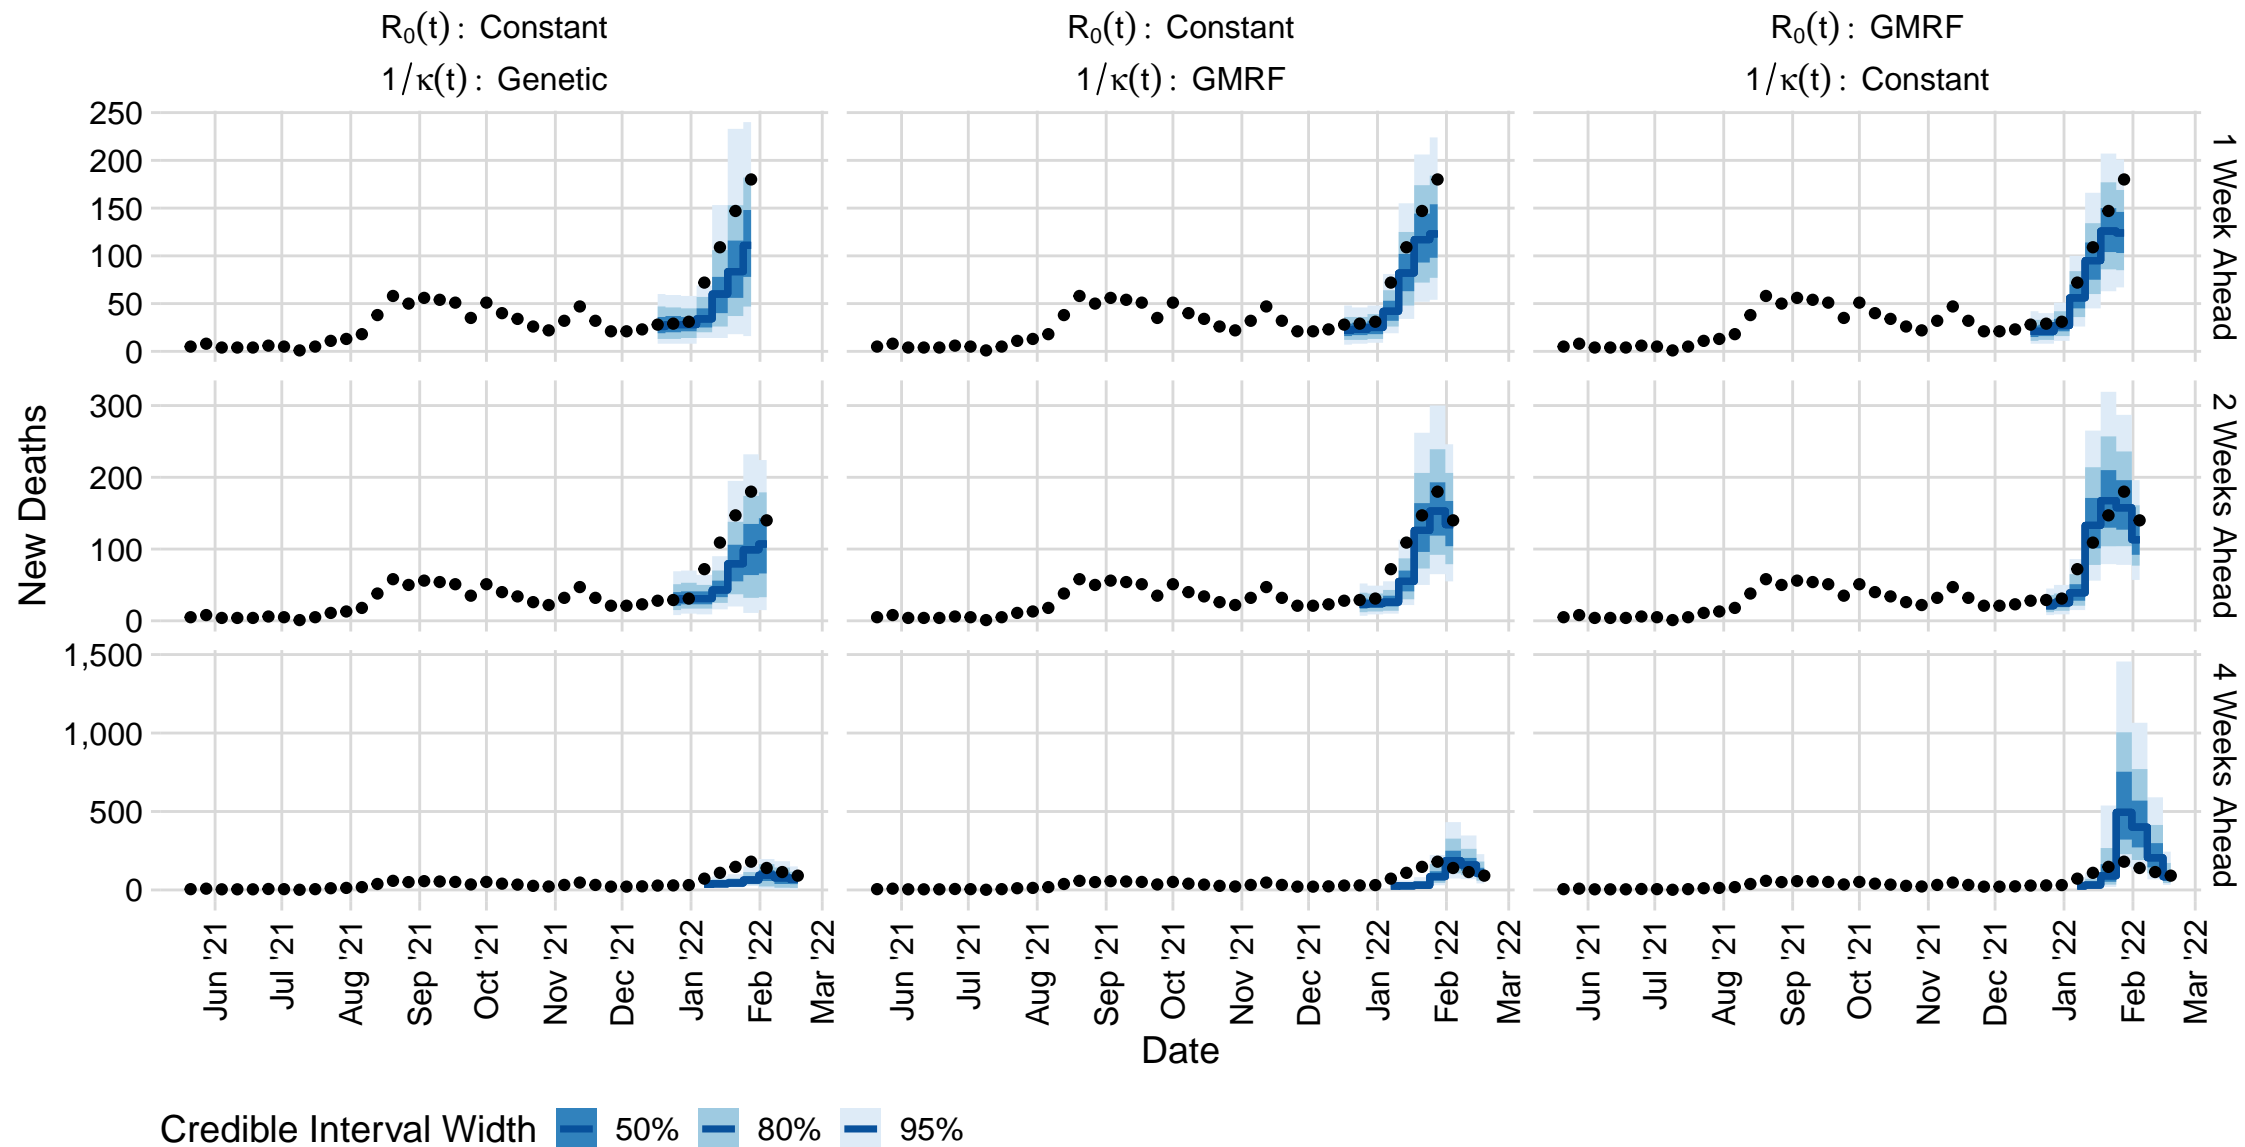 R₀(t) : Constant
1/κ(t) : Genetic
R₀(t) : Constant
1/κ(t) : GMRF
R₀(t) : GMRF
1/κ(t) : Constant
250
200
150
100
50
0
1 Week Ahead
300
200
100
0
2 Weeks Ahead
1,500
1,000
500
0
4 Weeks Ahead
New Deaths
Jun '21
Jul '21
Aug '21
Sep '21
Oct '21
Nov '21
Dec '21
Jan '22
Feb '22
Mar '22
Jun '21
Jul '21
Aug '21
Sep '21
Oct '21
Nov '21
Dec '21
Jan '22
Feb '22
Mar '22
Jun '21
Jul '21
Aug '21
Sep '21
Oct '21
Nov '21
Dec '21
Jan '22
Feb '22
Mar '22
Date
Credible Interval Width 50% 80% 95%